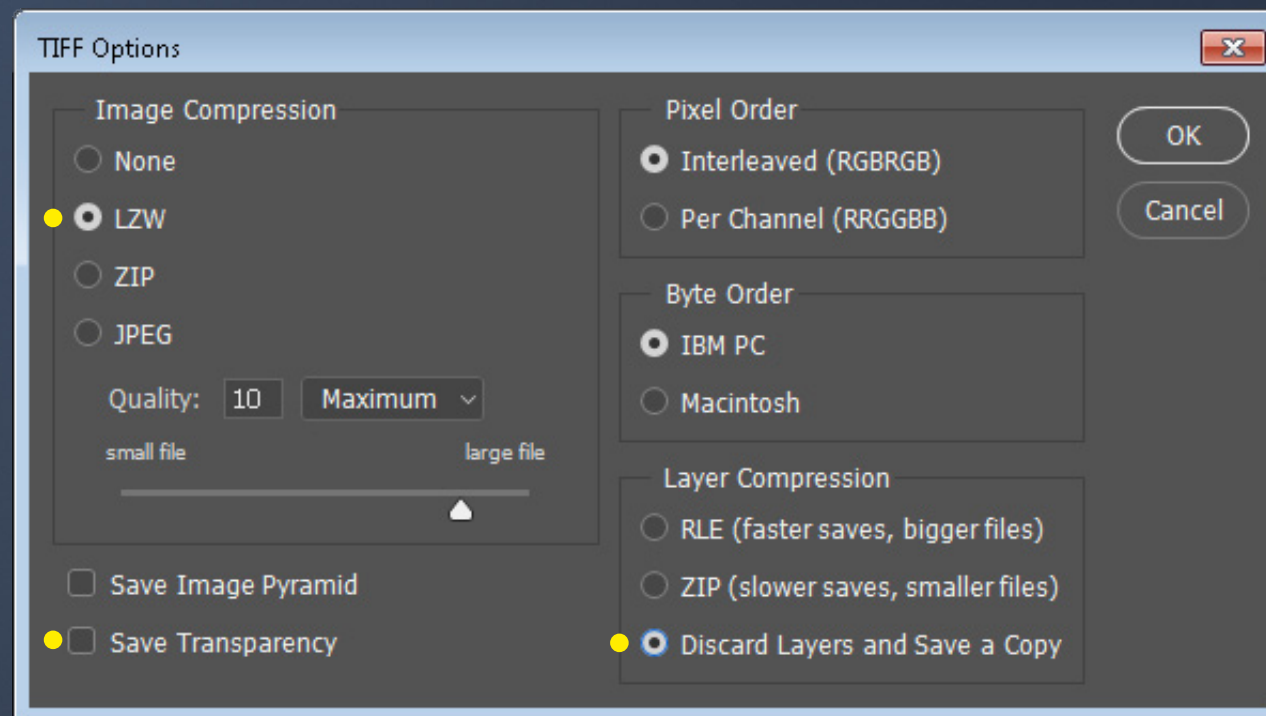 TIFF Options
Image Compression
None
LZW
ZIP
JPEG
Quality: 10 Maximum
small file large file
Save Image Pyramid
Save Transparency
Pixel Order
Interleaved (RGBRGB)
Per Channel (RRGGBB)
Byte Order
IBM PC
Macintosh
Layer Compression
RLE (faster saves, bigger files)
ZIP (slower saves, smaller files)
Discard Layers and Save a Copy
OK
Cancel